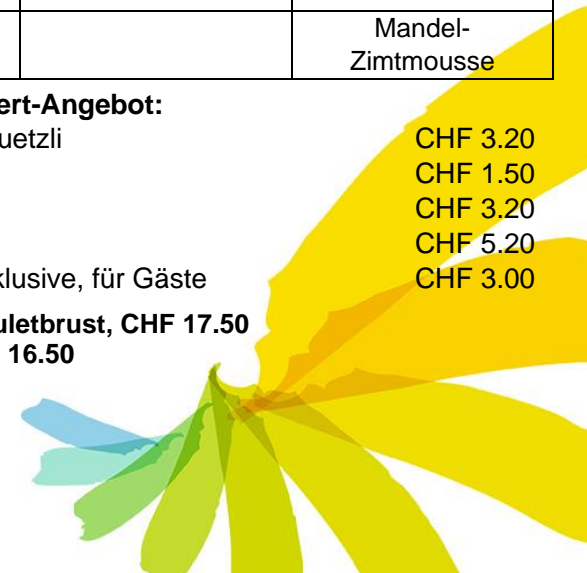 Mandel-
Zimtmousse
ert-Angebot:
uetzli CHF 3.20
CHF 1.50
CHF 3.20
CHF 5.20
klusive, für Gäste CHF 3.00
uletbrust, CHF 17.50
16.50